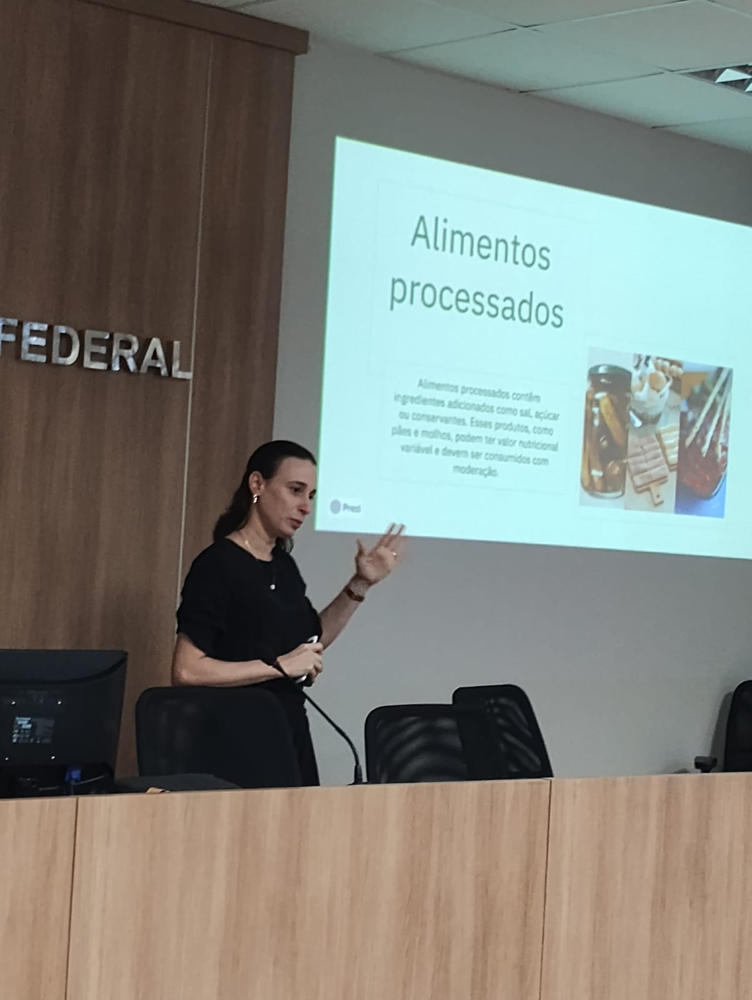 FEDERAL
Alimentos
processados
Alimentos processados contêm
ingredientes adicionados como sal, açúcar
ou conservantes. Esses produtos, como
pães e molhos, podem ter valor nutricional
variável e devem ser consumidos com
moderação.
Prezi